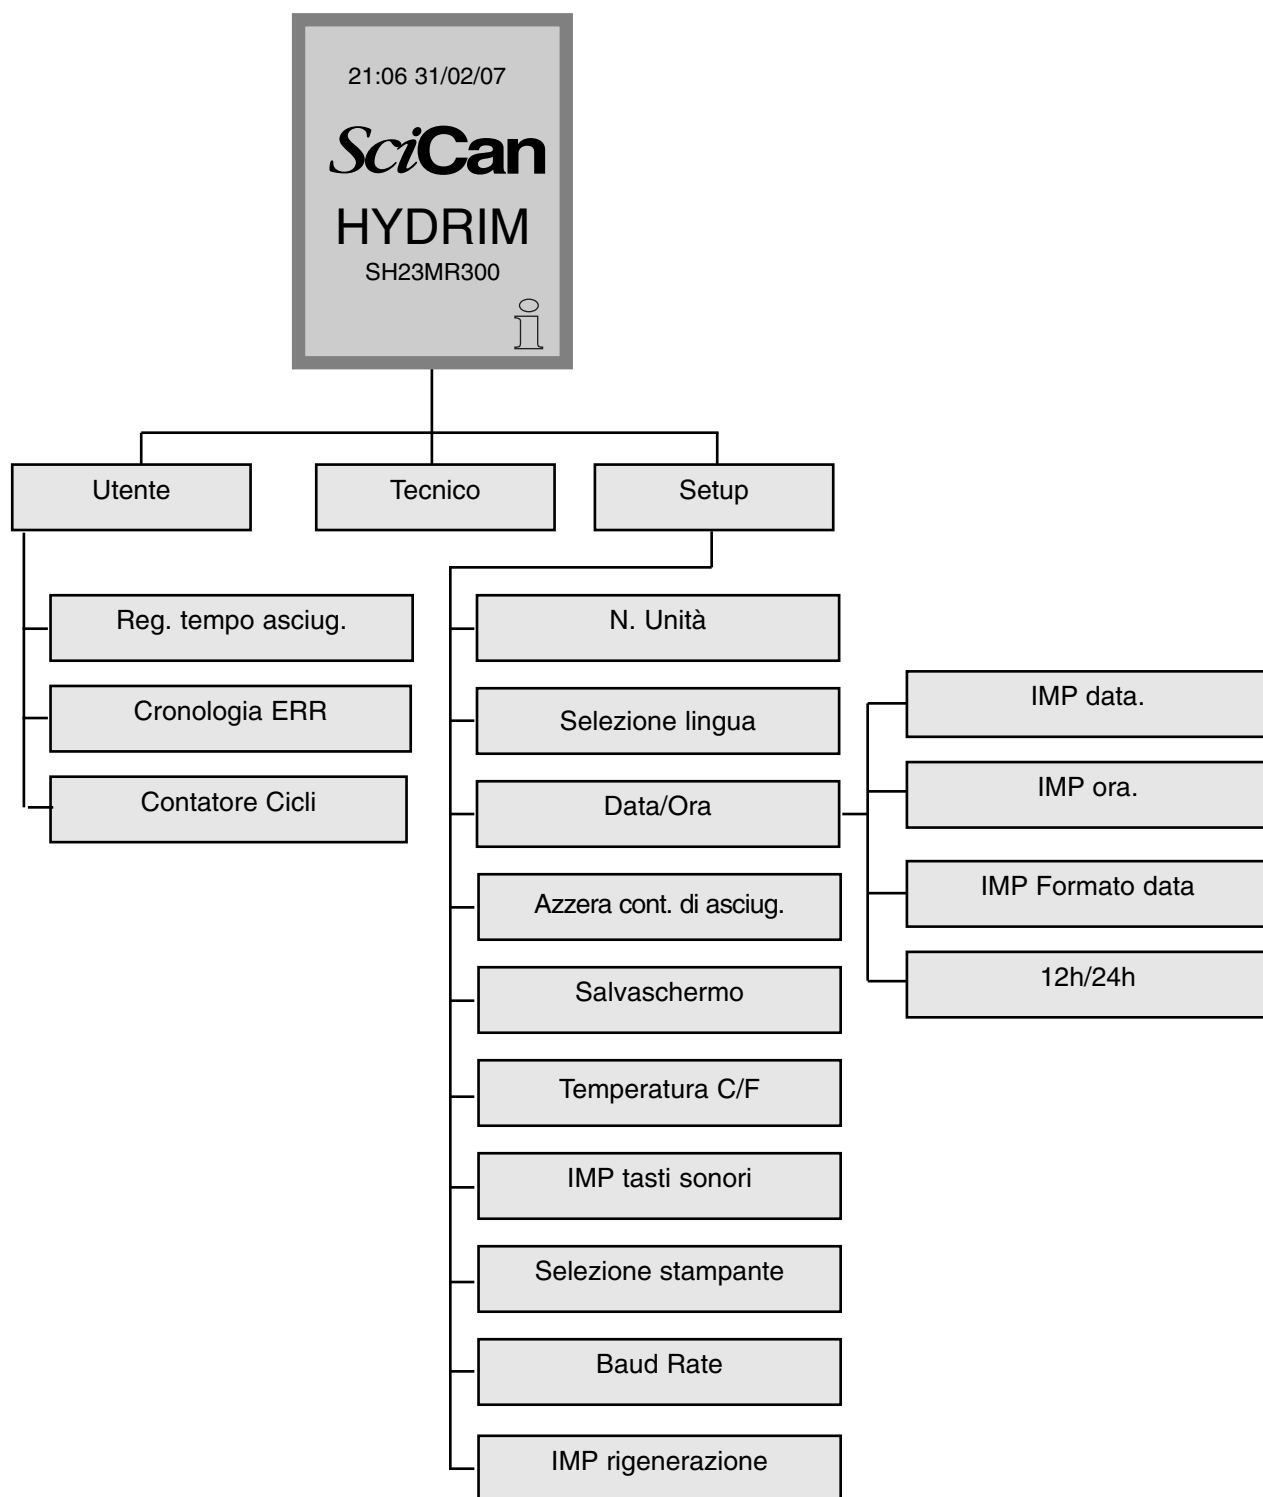 21:06 31/02/07
SciCan
HYDRIM
SH23MR300
i
Utente
Tecnico
Setup
Reg. tempo asciug.
Cronologia ERR
Contatore Cicli
N. Unità
Selezione lingua
Data/Ora
Azzera cont. di asciug.
Salvaschermo
Temperatura C/F
IMP tasti sonori
Selezione stampante
Baud Rate
IMP rigenerazione
IMP data.
IMP ora.
IMP Formato data
12h/24h